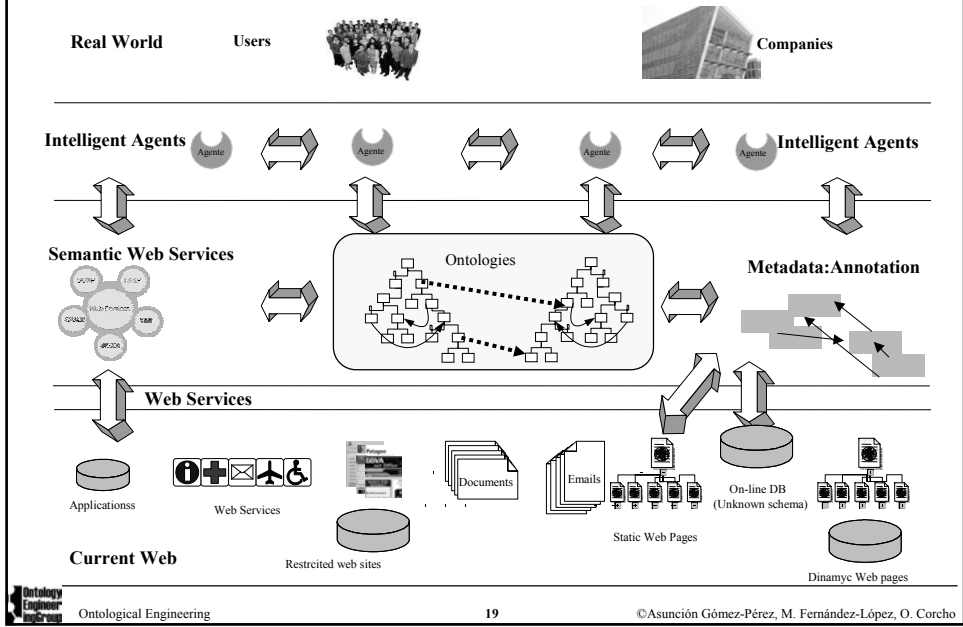 Real World
Users
Companies
Intelligent Agents
Agente
Agente
Agente
Agente
Intelligent Agents
Semantic Web Services
Ontologies
Metadata:Annotation
Web Services
Web Services
Documents
Emails
Applicationss
Web Services
Restrcited web sites
Static Web Pages
On-line DB
(Unknown schema)
Dinamyc Web pages
Current Web
Ontology
Engineer
ingGroup
Ontological Engineering
19
©Asunción Gómez-Pérez, M. Fernández-López, O. Corcho